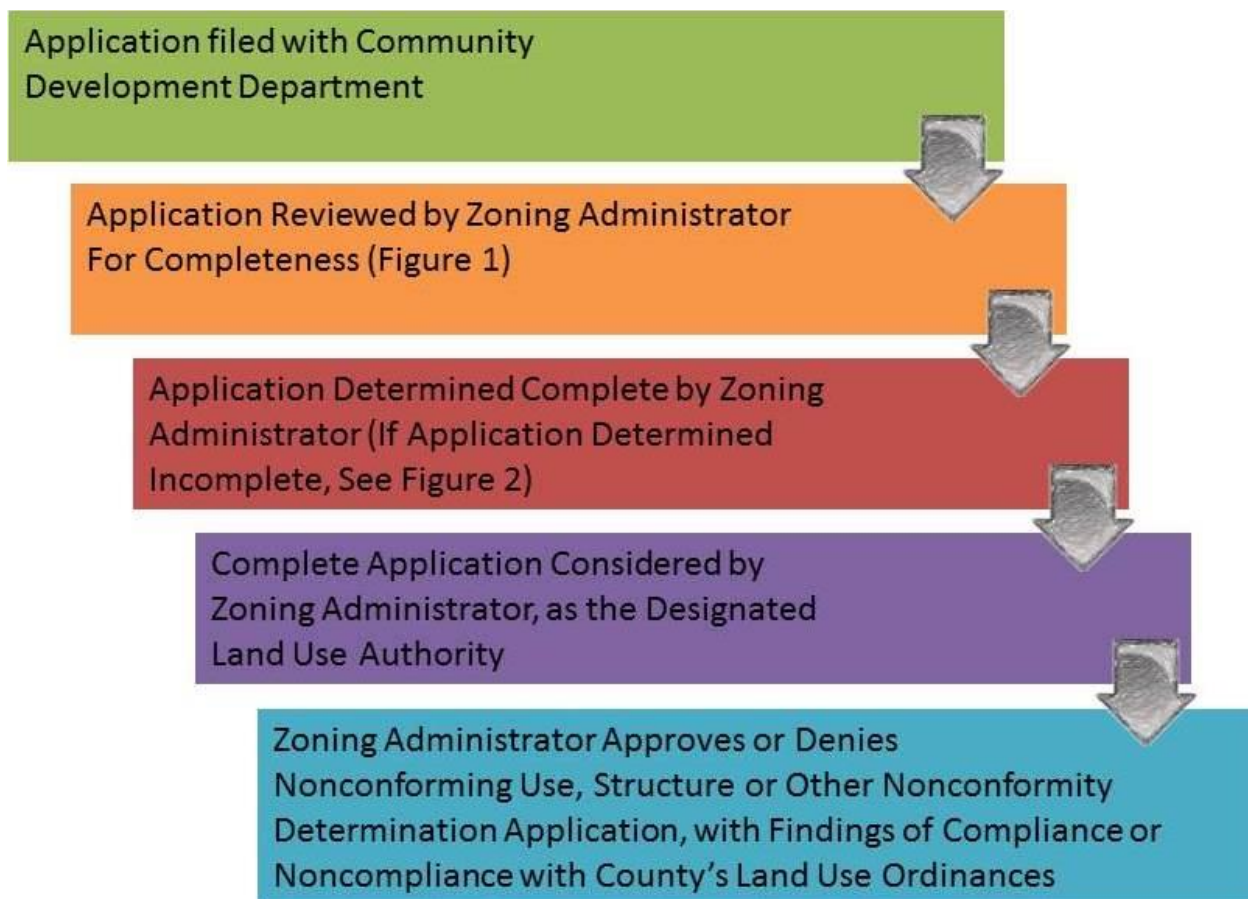 Application filed with Community
Development Department
Application Reviewed by Zoning Administrator
For Completeness (Figure 1)
Application Determined Complete by Zoning
Administrator (If Application Determined
Incomplete, See Figure 2)
Complete Application Considered by
Zoning Administrator, as the Designated
Land Use Authority
Zoning Administrator Approves or Denies
Nonconforming Use, Structure or Other Nonconformity
Determination Application, with Findings of Compliance or
Noncompliance with County’s Land Use Ordinances